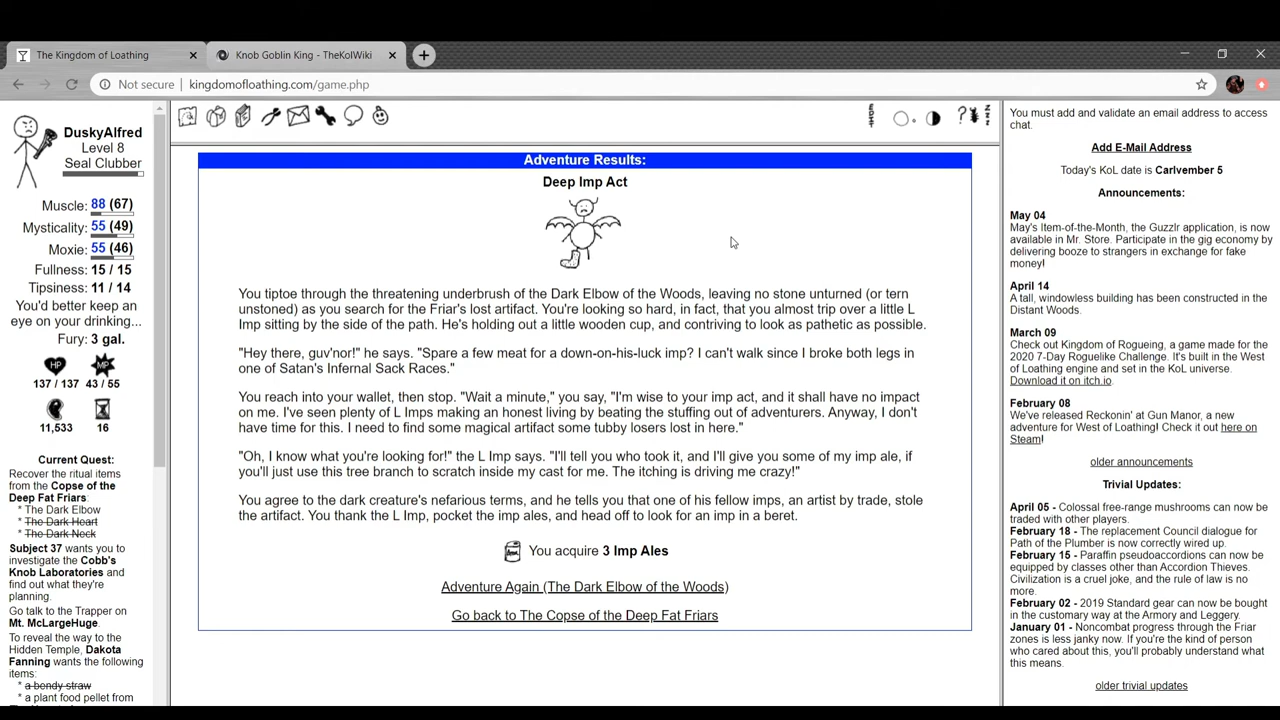 The Kingdom of Loathing
Knob Goblin King - TheKolWiki
Not secure
kingdomofloathing.com/game.php
DuskyAlfred
Level 8
Seal Clubber
Muscle: 88 (67)
Mysticality: 55 (49)
Moxie: 55 (46)
Fullness: 15 / 15
Tipsiness: 11 / 14
You'd better keep an
eye on your drinking...
Fury: 3 gal.
HP
MP
137 / 137
43 / 55
11,533
16
Current Quest:
Recover the ritual items
from the Copse of the
Deep Fat Friars:
* The Dark Elbow
* The Dark Heart
* The Dark Neck
Subject 37 wants you to
investigate the Cobb's
Knob Laboratories and
find out what they're
planning.
Go talk to the Trapper on
Mt. McLargeHuge.
To reveal the way to the
Hidden Temple, Dakota
Fanning wants the following
items:
* a bendy straw
* a plant food pellet from
Adventure Results:
Deep Imp Act
You tiptoe through the threatening underbrush of the Dark Elbow of the Woods, leaving no stone unturned (or tern
unstoned) as you search for the Friar's lost artifact. You're looking so hard, in fact, that you almost trip over a little L
Imp sitting by the side of the path. He's holding out a little wooden cup, and contriving to look as pathetic as possible.
"Hey there, guv'nor!" he says. "Spare a few meat for a down-on-his-luck imp? I can't walk since I broke both legs in
one of Satan's Infernal Sack Races."
You reach into your wallet, then stop. "Wait a minute," you say, "I'm wise to your imp act, and it shall have no impact
on me. I've seen plenty of L Imps making an honest living by beating the stuffing out of adventurers. Anyway, I don't
have time for this. I need to find some magical artifact some tubby losers lost in here."
"Oh, I know what you're looking for!" the L Imp says. "I'll tell you who took it, and I'll give you some of my imp ale, if
you'll just use this tree branch to scratch inside my cast for me. The itching is driving me crazy!"
You agree to the dark creature's nefarious terms, and he tells you that one of his fellow imps, an artist by trade, stole
the artifact. You thank the L Imp, pocket the imp ales, and head off to look for an imp in a beret.
You acquire 3 Imp Ales
Adventure Again (The Dark Elbow of the Woods)
Go back to The Copse of the Deep Fat Friars
You must add and validate an email address to access
chat.
Add E-Mail Address
Today's KoL date is Carlvember 5
Announcements:
May 04
May's Item-of-the-Month, the Guzzlr application, is now
available in Mr. Store. Participate in the gig economy by
delivering booze to strangers in exchange for fake
money!
April 14
A tall, windowless building has been constructed in the
Distant Woods.
March 09
Check out Kingdom of Rogueing, a game made for the
2020 7-Day Roguelike Challenge. It's built in the West
of Loathing engine and set in the KoL universe.
Download it on itch.io.
February 08
We've released Reckonin' at Gun Manor, a new
adventure for West of Loathing! Check it out here on
Steam!
older announcements
Trivial Updates:
April 05 - Colossal free-range mushrooms can now be
traded with other players.
February 18 - The replacement Council dialogue for
Path of the Plumber is now correctly wired up.
February 15 - Paraffin pseudoaccordions can now be
equipped by classes other than Accordion Thieves.
Civilization is a cruel joke, and the rule of law is no
more.
February 02 - 2019 Standard gear can now be bought
in the customary way at the Armory and Leggery.
January 01 - Noncombat progress through the Friar
zones is less janky now. If you're the kind of person
who cared about this, you'll probably understand what
this means.
older trivial updates